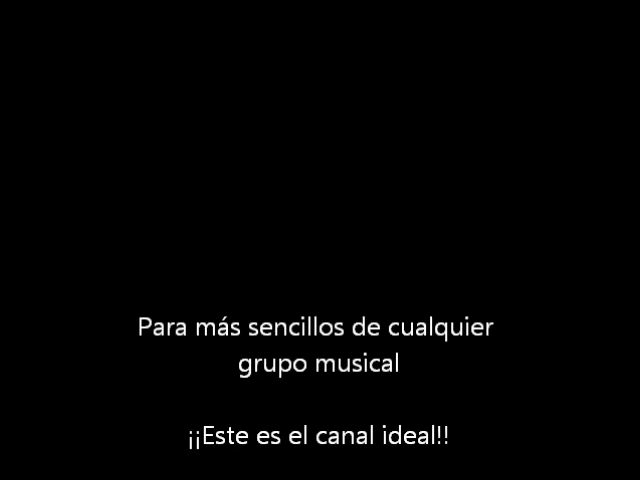 Para más sencillos de cualquier
grupo musical
¡¡Este es el canal ideal!!